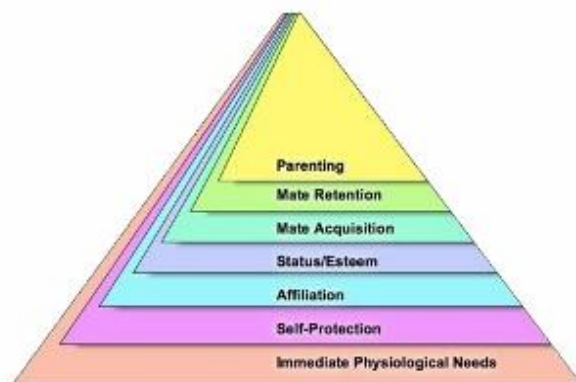 Parenting
Mate Retention
Mate Acquisition
Status/Esteem
Affiliation
Self-Protection
Immediate Physiological Needs